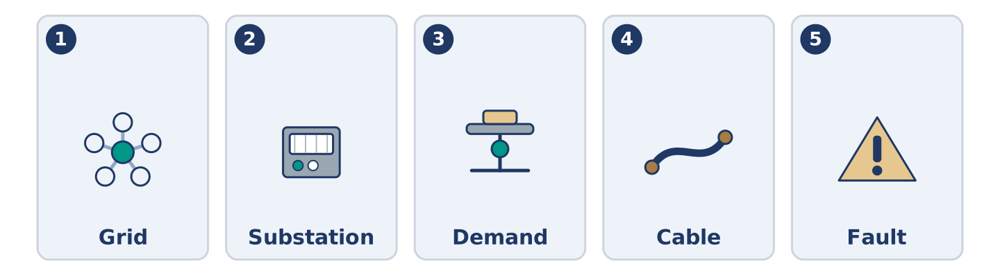 1
Grid
2
Substation
3
Demand
4
Cable
5
Fault